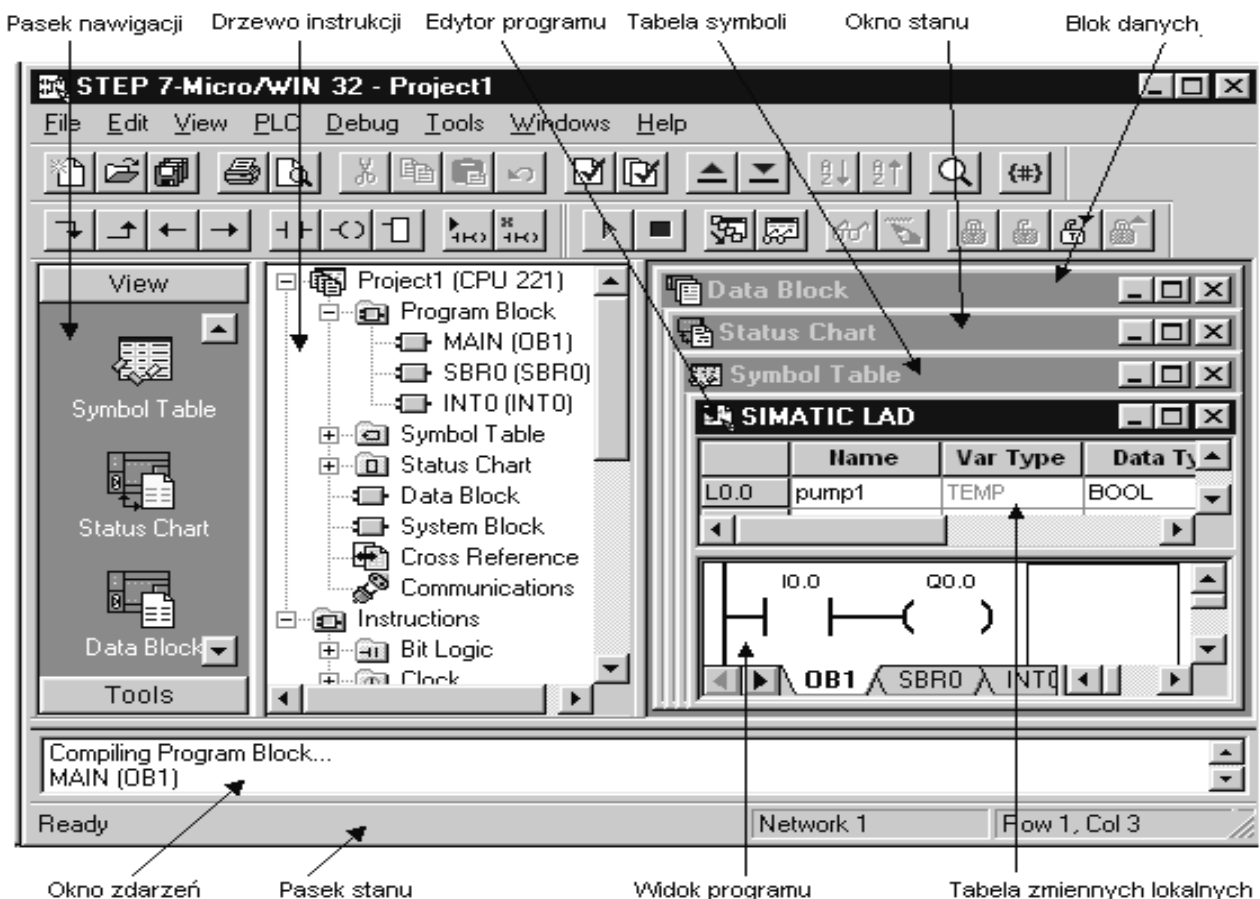 Pasek nawigacji Drzewo instrukcji Edytor programu Tabela symboli Okno stanu Blok danych
STEP 7-Micro/WIN 32 - Project1
File Edit View PLC Debug Tools Windows Help
View
Symbol Table
Status Chart
Data Block
Tools
Project1 (CPU 221)
Program Block
MAIN (OB1)
SBR0 (SBR0)
INT0 (INT0)
Symbol Table
Status Chart
Data Block
System Block
Cross Reference
Communications
Instructions
Bit Logic
Clock
Data Block
Status Chart
Symbol Table
SIMATIC LAD
Name Var Type Data Ty
L0.0 pump1 TEMP BOOL
I0.0 Q0.0
OB1 SBR0 INT0
Compiling Program Block...
MAIN (OB1)
Ready Network 1 Row 1, Col 3
Okno zdarzeń Pasek stanu Widok programu Tabela zmiennych lokalnych